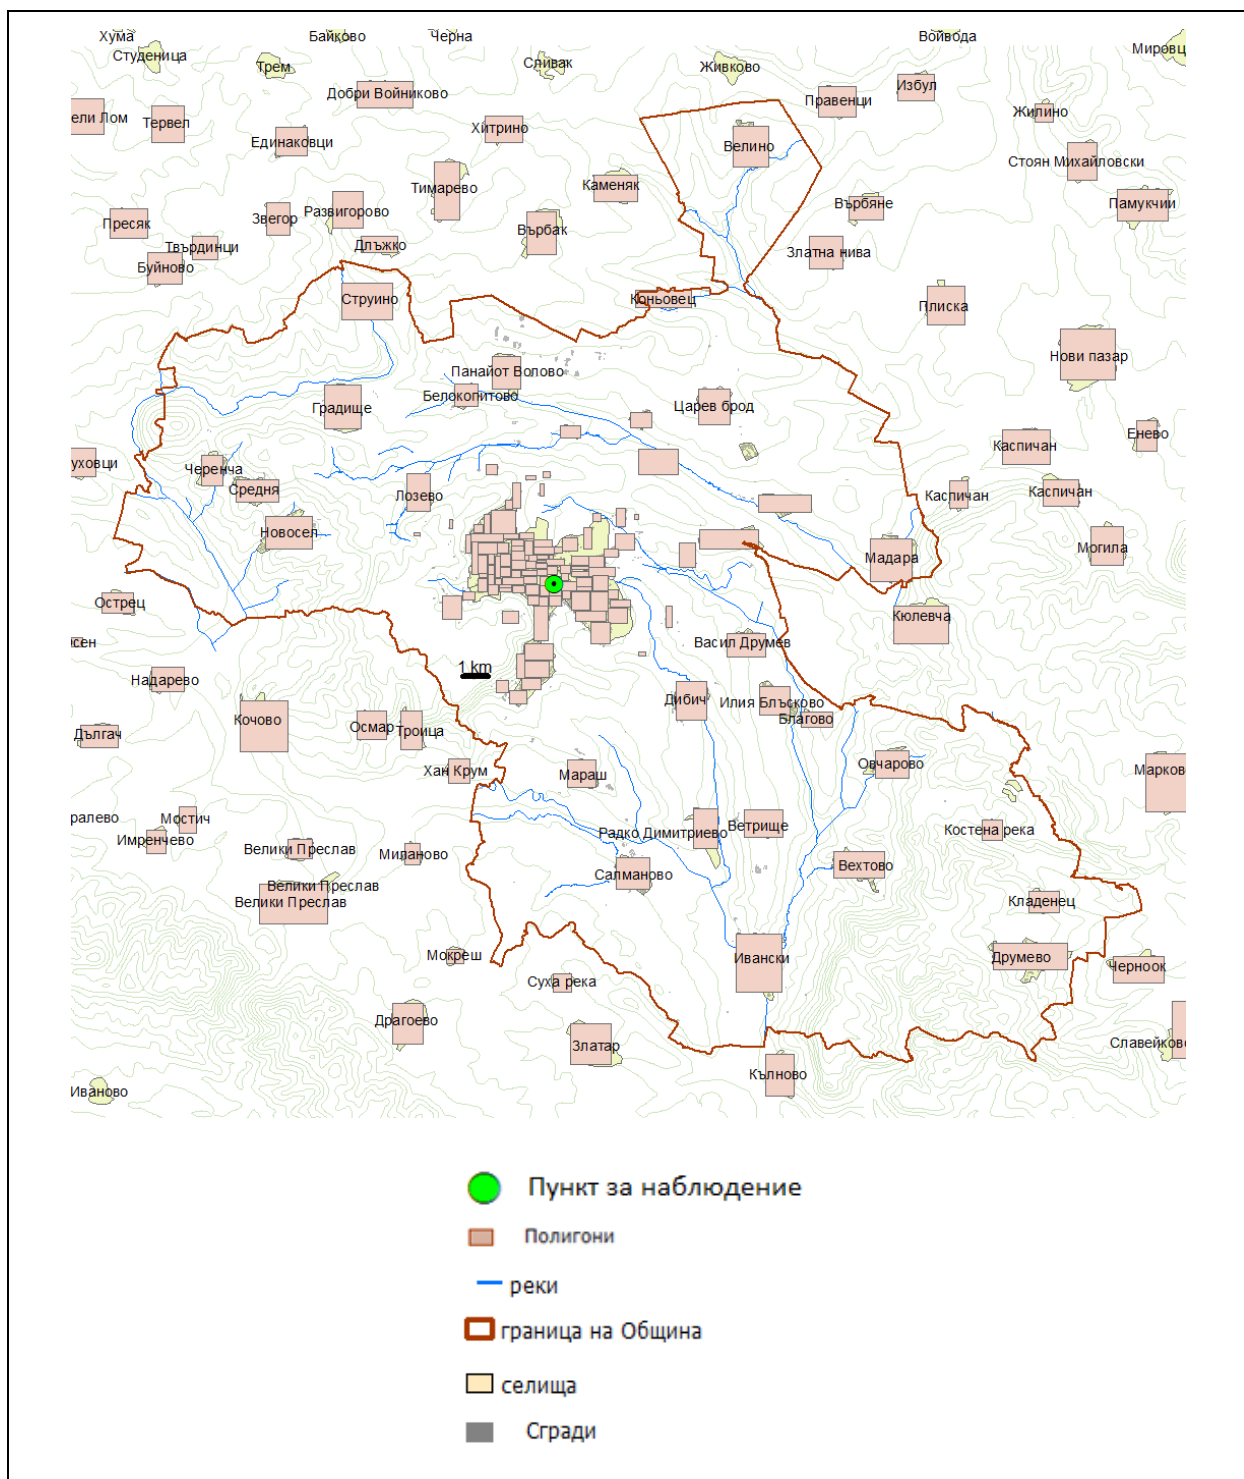 Хума
Байково
Черна
Войвода
Студеница
Мировц
Трем
Сливак
Живково
Избул
Добри Войниково
Правенци
Жилино
ели Лом
Тервел
Хитрино
Единаковци
Велино
Стоян Михайловски
Тимарево
Каменяк
Върбяне
Памукчии
Пресяк
Звегор
Развигорово
Върбак
Твърдинци
Длъжко
Златна нива
Буйново
Струино
Коньовец
Плиска
Нови пазар
Панайот Волово
Белокопитово
Градище
Царев брод
Енево
Каспичан
уховци
Черенча
Средня
Лозево
Каспичан
Каспичан
Новосел
Мадара
Могила
Острец
Кюлевча
сен
Васил Друмев
1 km
Надарево
Дибич
Илия Блъсково
Кочово
Осмар
Троица
Благово
Дългач
Хан Крум
Мараш
Овчарово
Марково
ралево
Мостич
Имренчево
Радко Димитриево
Ветрище
Костена река
Велики Преслав
Миланово
Вехтово
Салманово
Велики Преслав
Велики Преслав
Кладенец
Мокреш
Ивански
Друмево
Черноок
Суха река
Драгоево
Златар
Славейково
Кълново
Иваново
Пункт за наблюдение
Полигони
реки
граница на Община
селища
Сгради